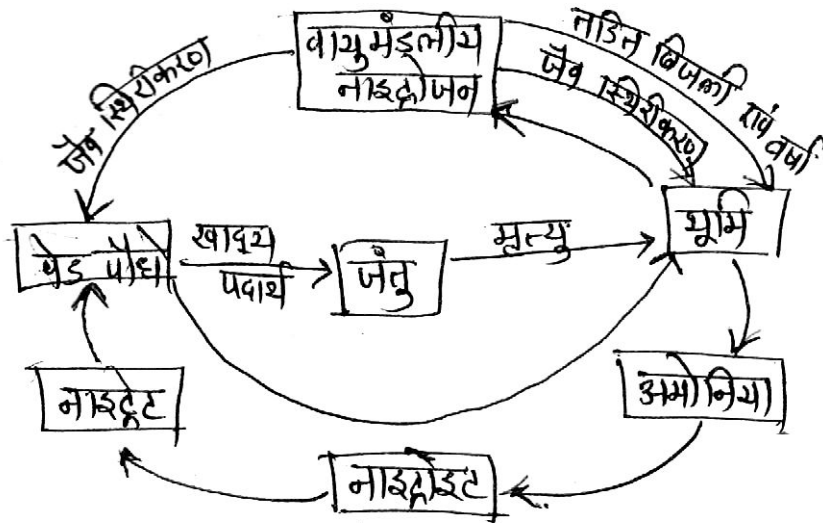 वायुमंडलीय
नाइट्रोजन
तडित बिजली एवं वर्षा
जैव स्थिरीकरण
जैव स्थिरीकरण
पेड पौधे
खाद्य
पदार्थ
जंतु
मृत्यु
भूमि
नाइट्रेट
अमोनिया
नाइट्रोइट